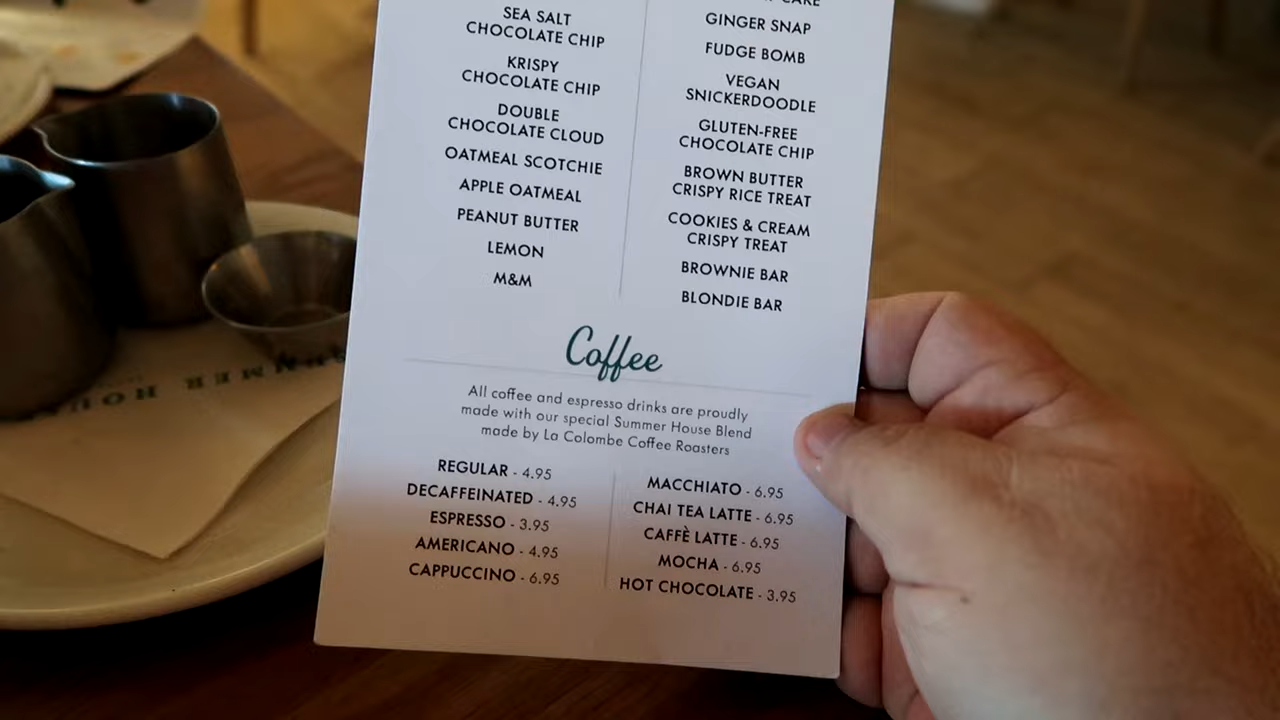 SEA SALT
CHOCOLATE CHIP
KRISPY
CHOCOLATE CHIP
DOUBLE
CHOCOLATE CLOUD
OATMEAL SCOTCHIE
APPLE OATMEAL
PEANUT BUTTER
LEMON
M&M
CAKE
GINGER SNAP
FUDGE BOMB
VEGAN
SNICKERDOODLE
GLUTEN-FREE
CHOCOLATE CHIP
BROWN BUTTER
CRISPY RICE TREAT
COOKIES & CREAM
CRISPY TREAT
BROWNIE BAR
BLONDIE BAR
Coffee
All coffee and espresso drinks are proudly
made with our special Summer House Blend
made by La Colombe Coffee Roasters
REGULAR - 4.95
DECAFFEINATED - 4.95
ESPRESSO - 3.95
AMERICANO - 4.95
CAPPUCCINO - 6.95
MACCHIATO - 6.95
CHAI TEA LATTE - 6.95
CAFFÈ LATTE - 6.95
MOCHA - 6.95
HOT CHOCOLATE - 3.95